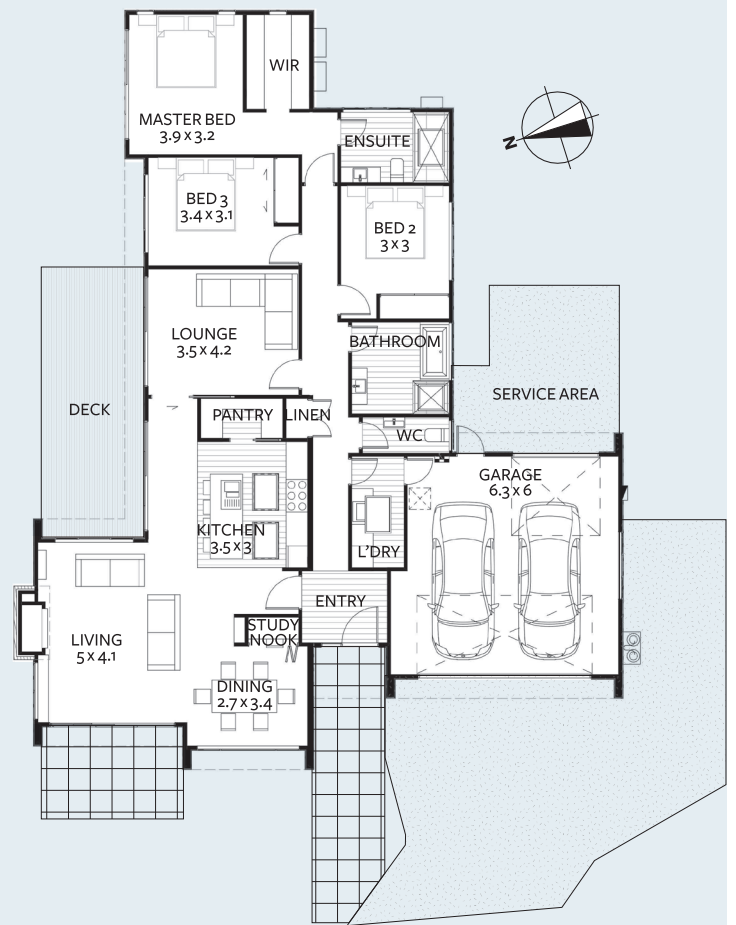 WIR
MASTER BED
3.9 x 3.2
ENSUITE
N
BED 3
3.4 x 3.1
BED 2
3 x 3
LOUNGE
3.5 x 4.2
BATHROOM
DECK
SERVICE AREA
PANTRY
LINEN
WC
GARAGE
6.3 x 6
KITCHEN
3.5 x 3
L'DRY
ENTRY
STUDY
NOOK
LIVING
5 x 4.1
DINING
2.7 x 3.4